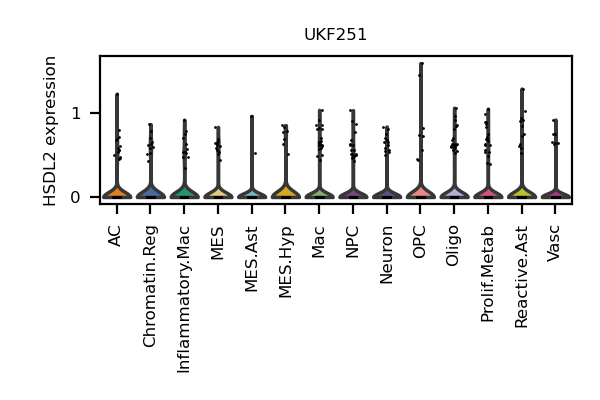 UKF251
HSDL2 expression
1
0
AC
Chromatin.Reg
Inflammatory.Mac
MES
MES.Ast
MES.Hyp
Mac
NPC
Neuron
OPC
Oligo
Prolif.Metab
Reactive.Ast
Vasc